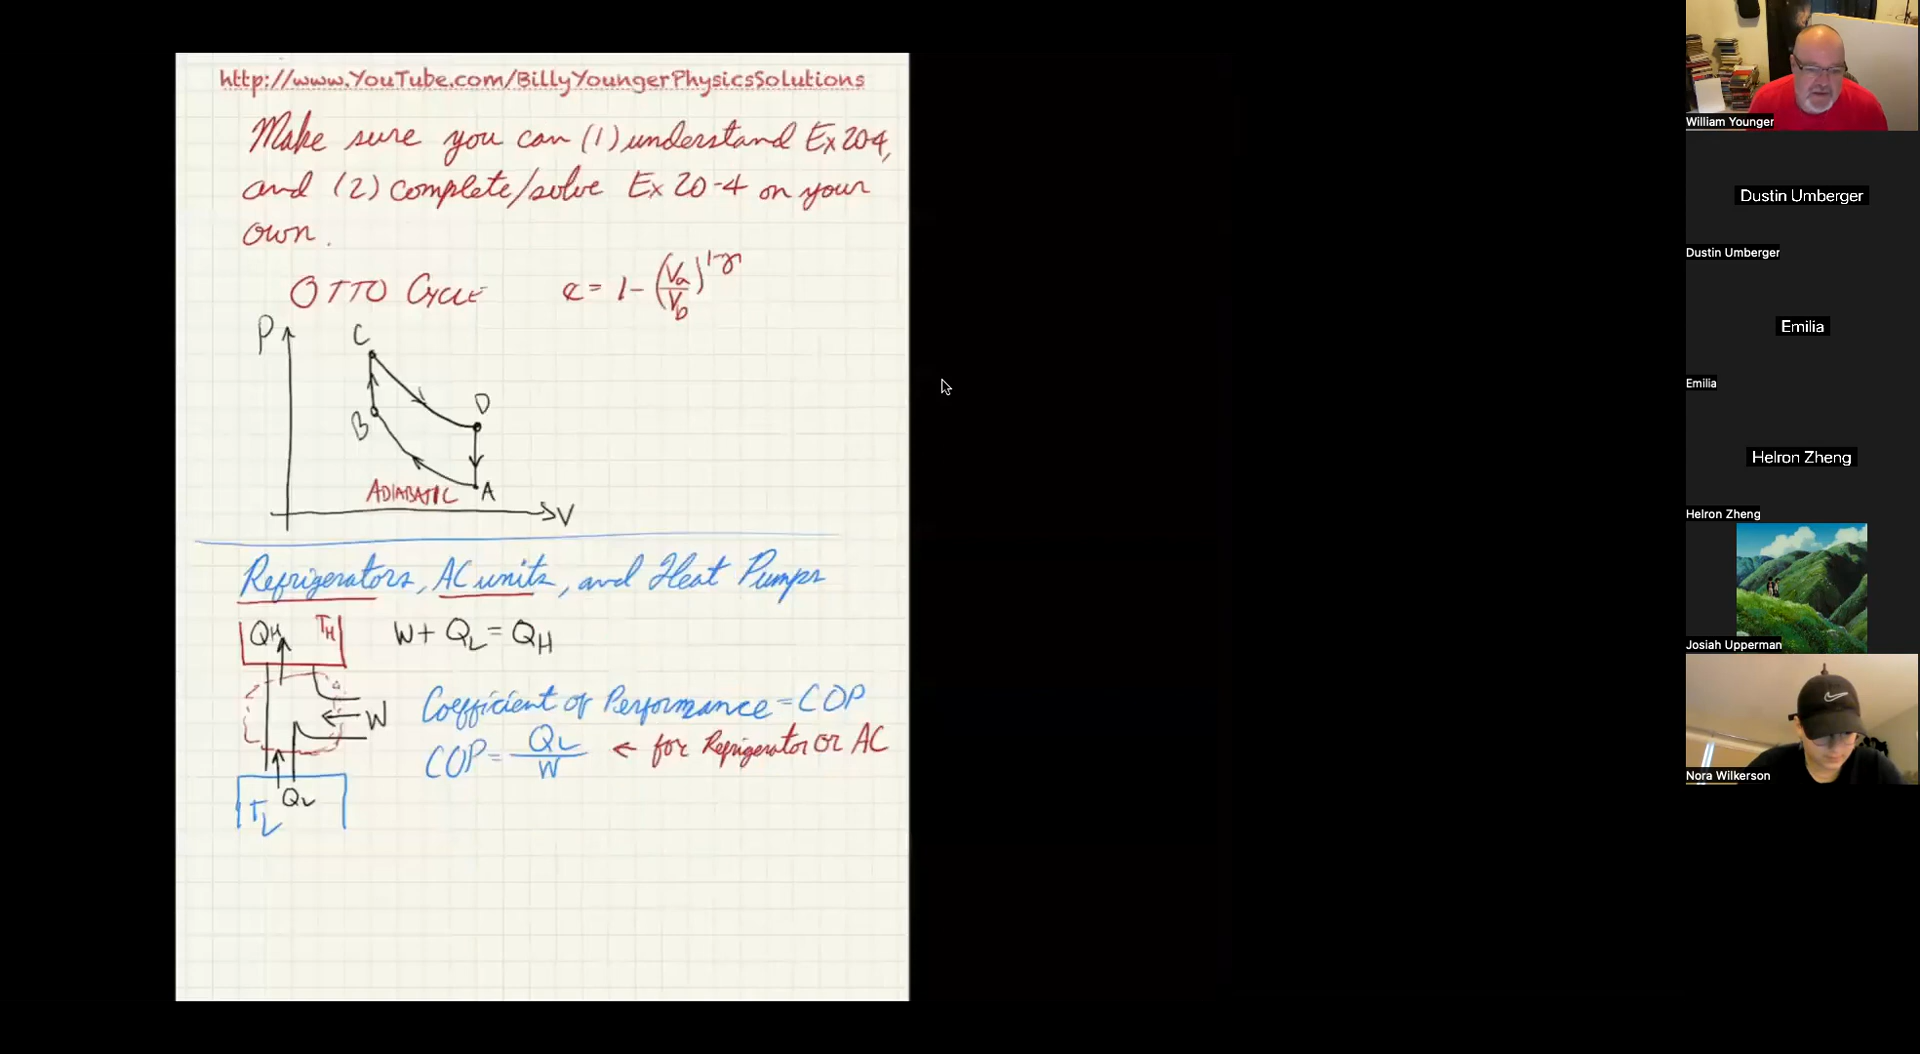 http://www.YouTube.com/BillyYoungerPhysicsSolutions
Make sure you can (1) understand Ex 20-4,
and (2) complete/solve Ex 20-4 on your
own.
OTTO CYCLE e = 1 - (Va/Vb)^1-γ
P
C
D
B
ADIABATIC A
V
Refrigerators, AC units, and Heat Pumps
QH TH W + QL = QH
Coefficient of Performance = COP
W
COP = QL/W ← for Refrigerator or AC
QL
TL
William Younger
Dustin Umberger
Dustin Umberger
Emilia
Emilia
Helron Zheng
Helron Zheng
Josiah Upperman
Nora Wilkerson